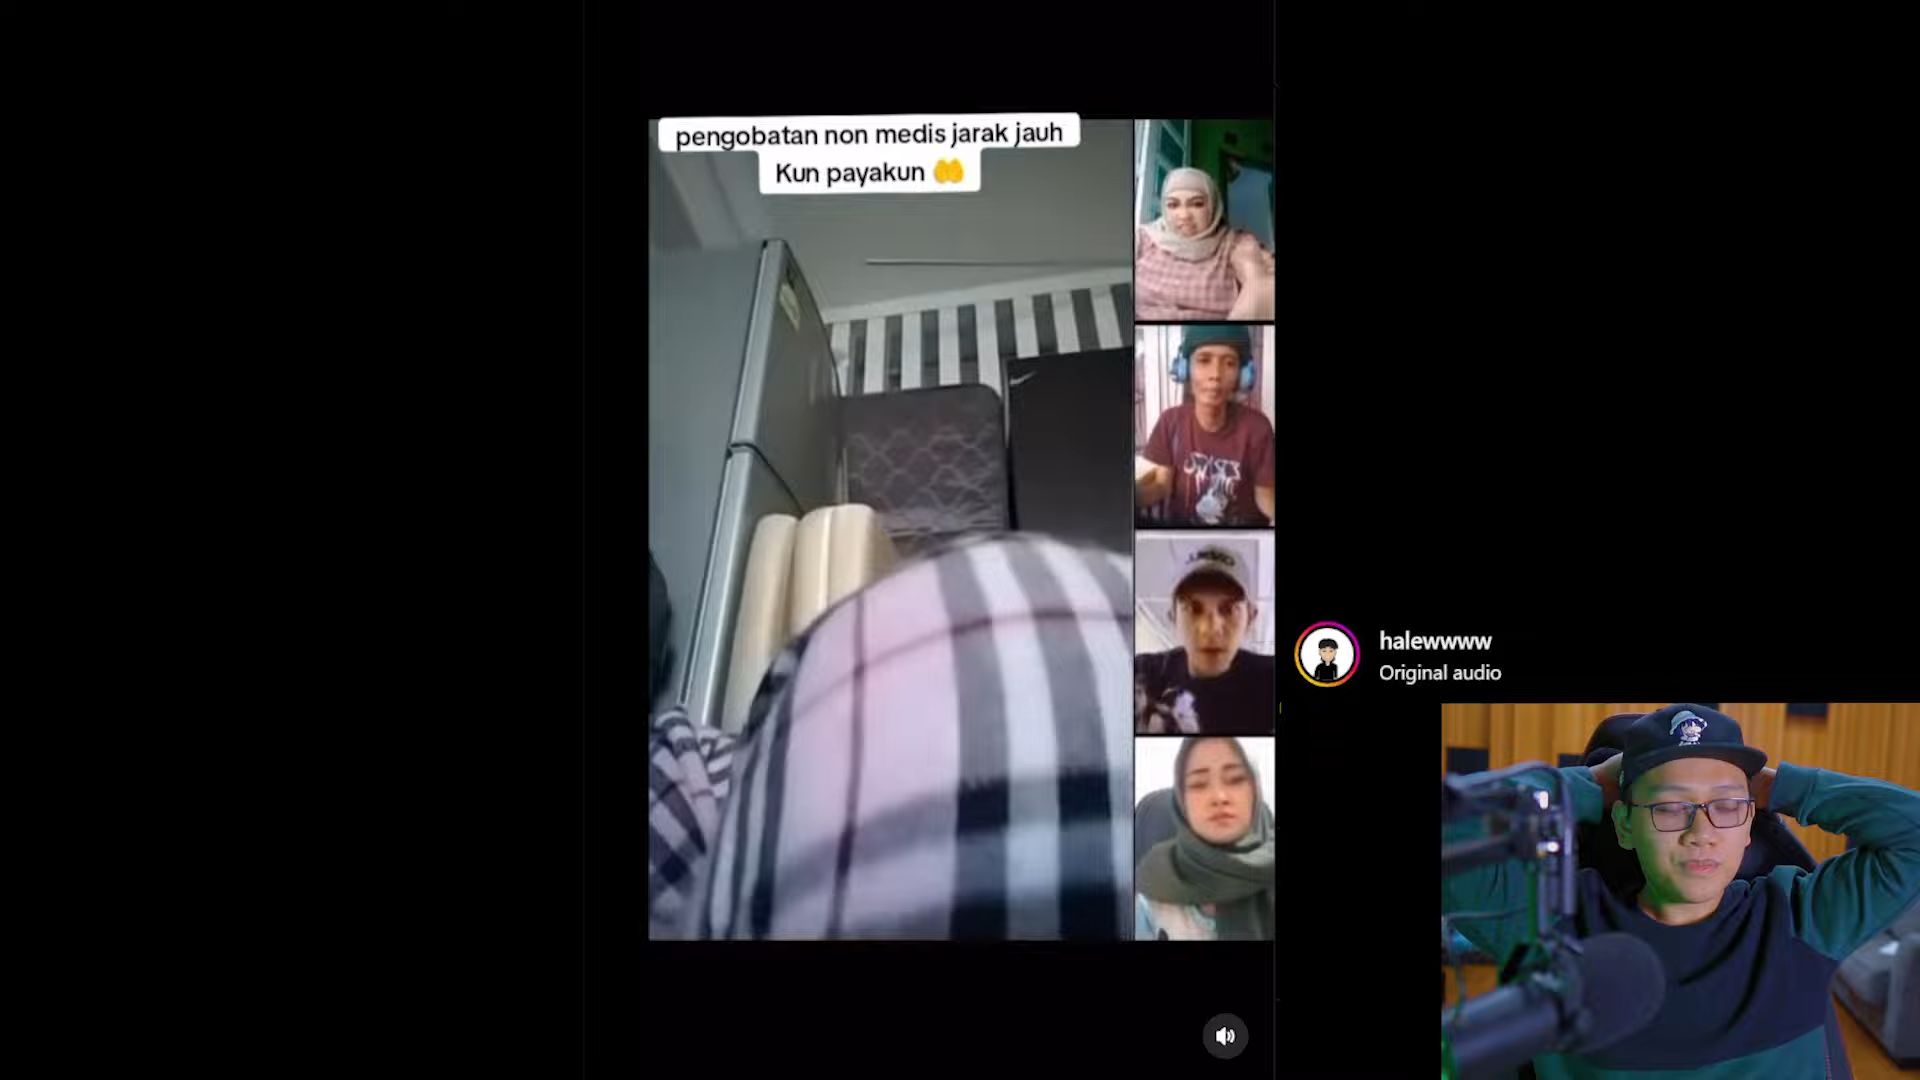 pengobatan non medis jarak jauh
Kun payakun 🤲
halewwww
Original audio